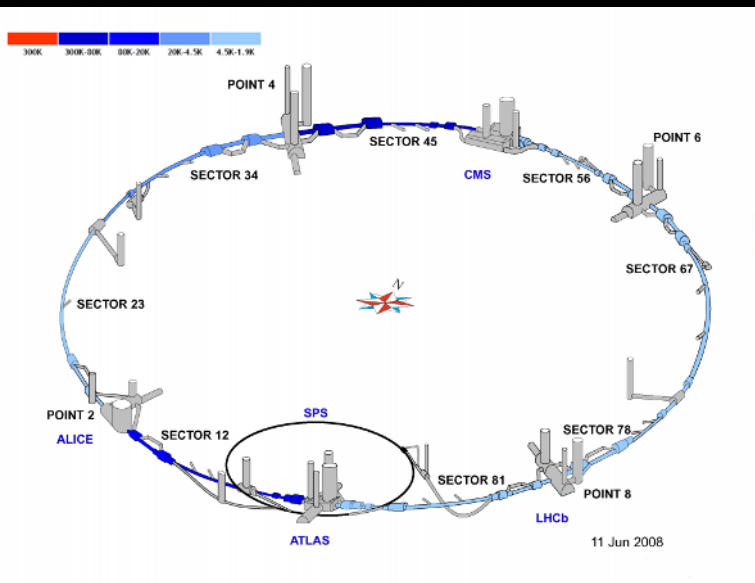 300K 300K-80K 80K-20K 20K-4.5K 4.5K-1.9K
POINT 4
SECTOR 45
POINT 6
SECTOR 34
CMS
SECTOR 56
SECTOR 67
N
SECTOR 23
SPS
POINT 2
ALICE
SECTOR 12
SECTOR 78
SECTOR 81
POINT 8
LHCb
ATLAS
11 Jun 2008